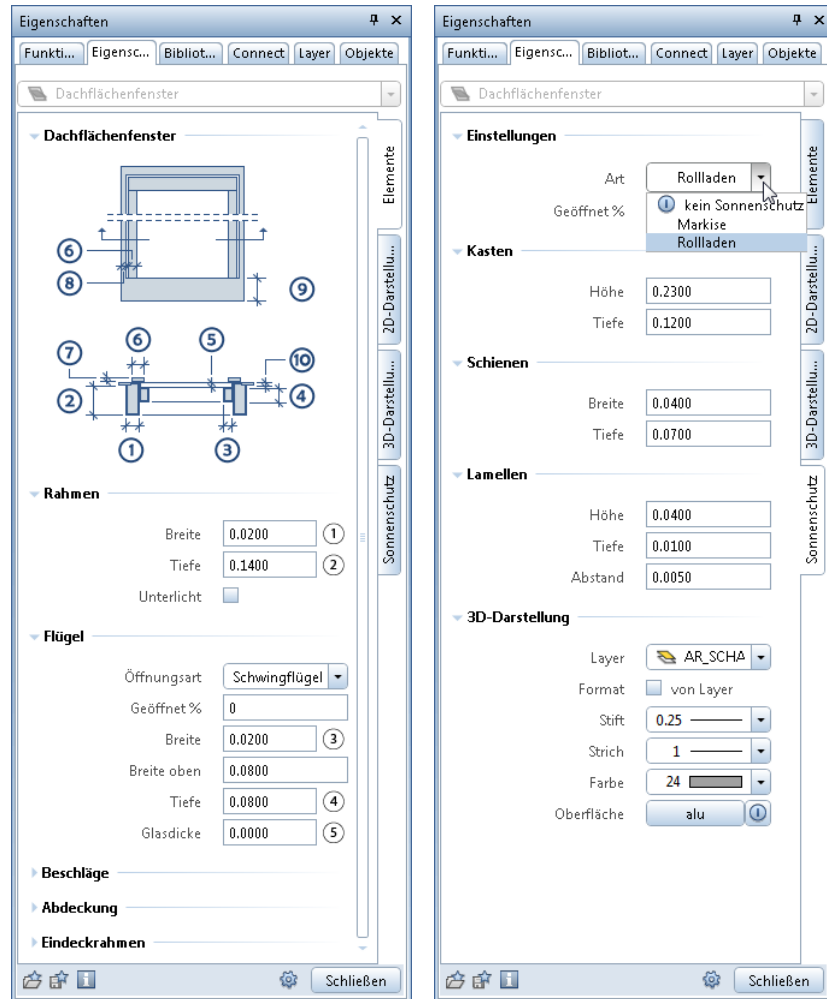 Eigenschaften
Funkti... Eigensc... Bibliot... Connect Layer Objekte
Dachflächenfenster
Dachflächenfenster
6
8
9
7
6
5
10
2
4
1
3
Rahmen
Breite 0.0200 1
Tiefe 0.1400 2
Unterlicht
Flügel
Öffnungsart Schwingflügel
Geöffnet % 0
Breite 0.0200 3
Breite oben 0.0800
Tiefe 0.0800 4
Glasdicke 0.0000 5
Beschläge
Abdeckung
Eindeckrahmen
Schließen
Elemente
2D-Darstellu...
3D-Darstellu...
Sonnenschutz
Eigenschaften
Funkti... Eigensc... Bibliot... Connect Layer Objekte
Dachflächenfenster
Einstellungen
Art Rollladen
Geöffnet %
kein Sonnenschutz
Markise
Rollladen
Kasten
Höhe 0.2300
Tiefe 0.1200
Schienen
Breite 0.0400
Tiefe 0.0700
Lamellen
Höhe 0.0400
Tiefe 0.0100
Abstand 0.0050
3D-Darstellung
Layer AR_SCHA
Format von Layer
Stift 0.25
Strich 1
Farbe 24
Oberfläche alu
Schließen
Elemente
2D-Darstellu...
3D-Darstellu...
Sonnenschutz